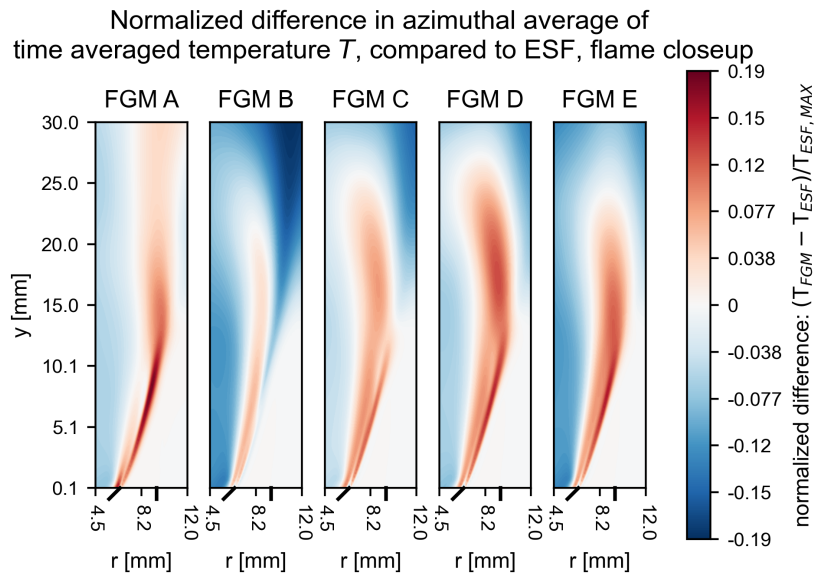 Normalized difference in azimuthal average of
time averaged temperature T, compared to ESF, flame closeup
FGM A
FGM B
FGM C
FGM D
FGM E
y [mm]
30.0
25.0
20.0
15.0
10.1
5.1
0.1
4.5
8.2
12.0
4.5
8.2
12.0
4.5
8.2
12.0
4.5
8.2
12.0
4.5
8.2
12.0
r [mm]
r [mm]
r [mm]
r [mm]
r [mm]
0.19
0.15
0.12
0.077
0.038
0
-0.038
-0.077
-0.12
-0.15
-0.19
normalized difference: (T_FGM − T_ESF)/T_ESF, MAX